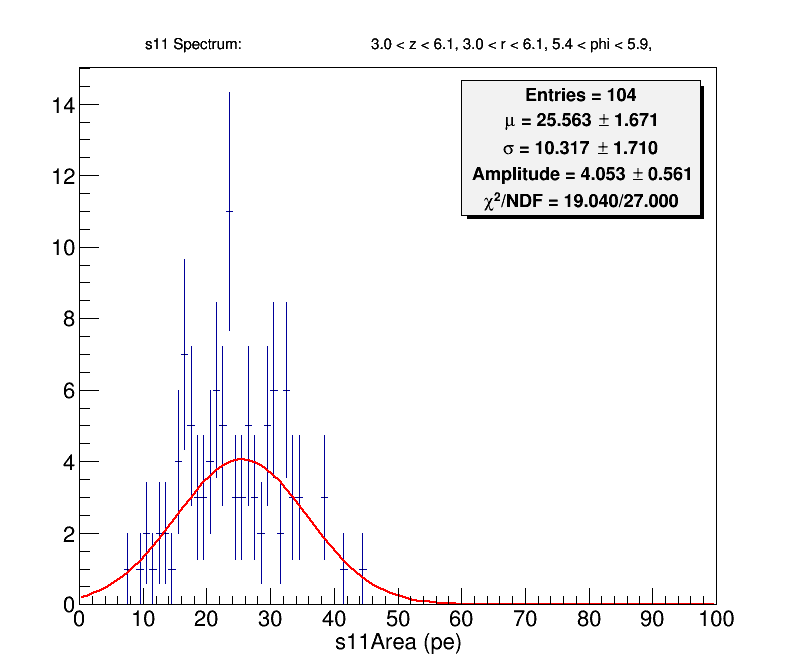 s11 Spectrum: 3.0 < z < 6.1, 3.0 < r < 6.1, 5.4 < phi < 5.9,
Entries = 104
μ = 25.563 ± 1.671
σ = 10.317 ± 1.710
Amplitude = 4.053 ± 0.561
χ²/NDF = 19.040/27.000
14
12
10
8
6
4
2
0
0 10 20 30 40 50 60 70 80 90 100
s11Area (pe)